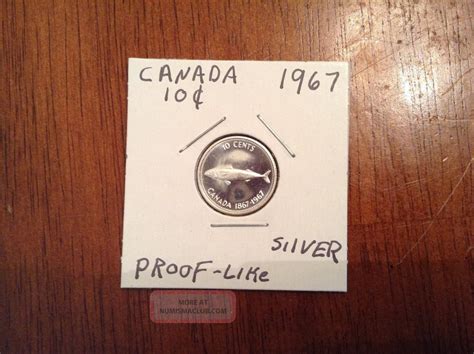 CANADA 1967
10¢
10 CENTS
CANADA 1867-1967
SILVER
PROOF-LIKE
MORE AT
NUMISMACLUB.COM